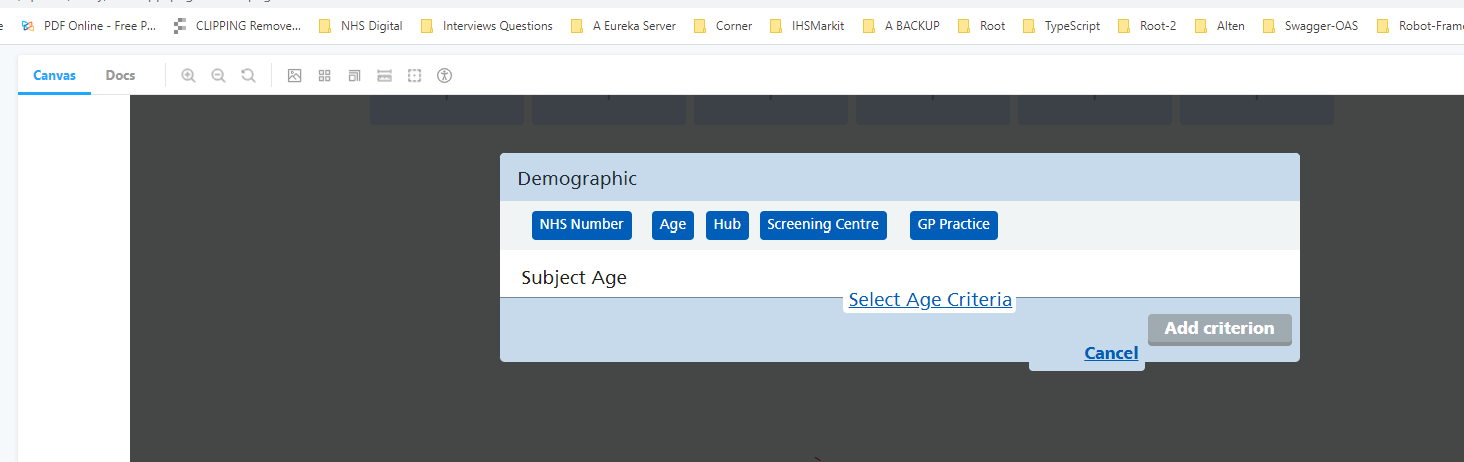 PDF Online - Free P... CLIPPING Remove... NHS Digital Interviews Questions A Eureka Server Corner IHSMarkit A BACKUP Root TypeScript Root-2 Alten Swagger-OAS Robot-Frame
Canvas Docs
Demographic
NHS Number Age Hub Screening Centre GP Practice
Subject Age
Select Age Criteria
Add criterion
Cancel